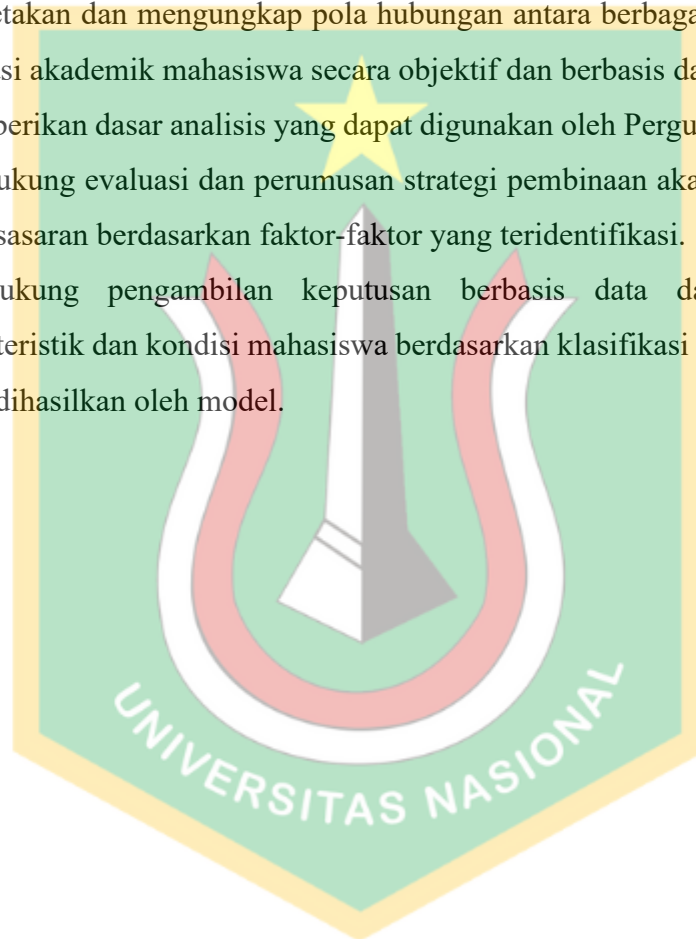 etakan dan mengungkap pola hubungan antara berbaga
si akademik mahasiswa secara objektif dan berbasis da
berikan dasar analisis yang dapat digunakan oleh Pergu
ukung evaluasi dan perumusan strategi pembinaan aka
sasaran berdasarkan faktor-faktor yang teridentifikasi.
ukung pengambilan keputusan berbasis data da
teristik dan kondisi mahasiswa berdasarkan klasifikasi
dihasilkan oleh model.
UNIVERSITAS NASIONAL